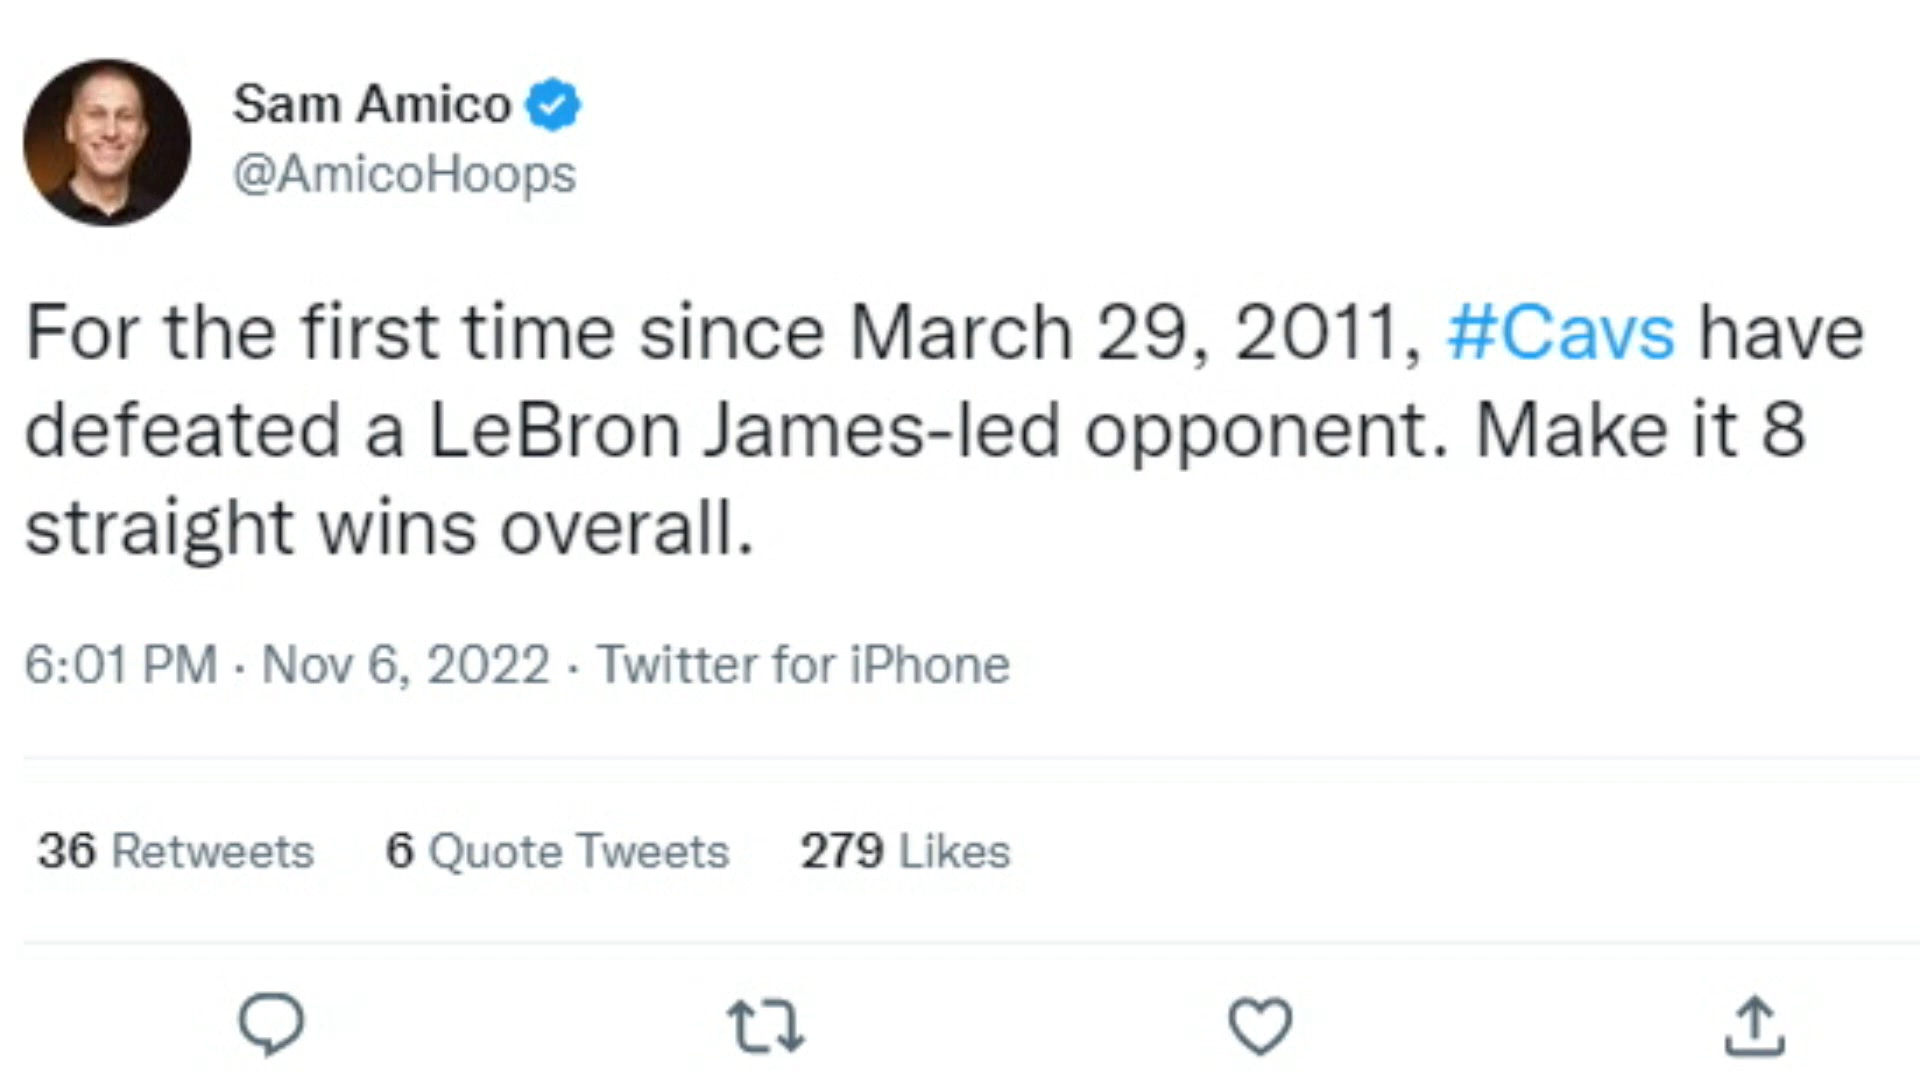 Sam Amico
@AmicoHoops
For the first time since March 29, 2011, #Cavs have
defeated a LeBron James-led opponent. Make it 8
straight wins overall.
6:01 PM · Nov 6, 2022 · Twitter for iPhone
36 Retweets 6 Quote Tweets 279 Likes